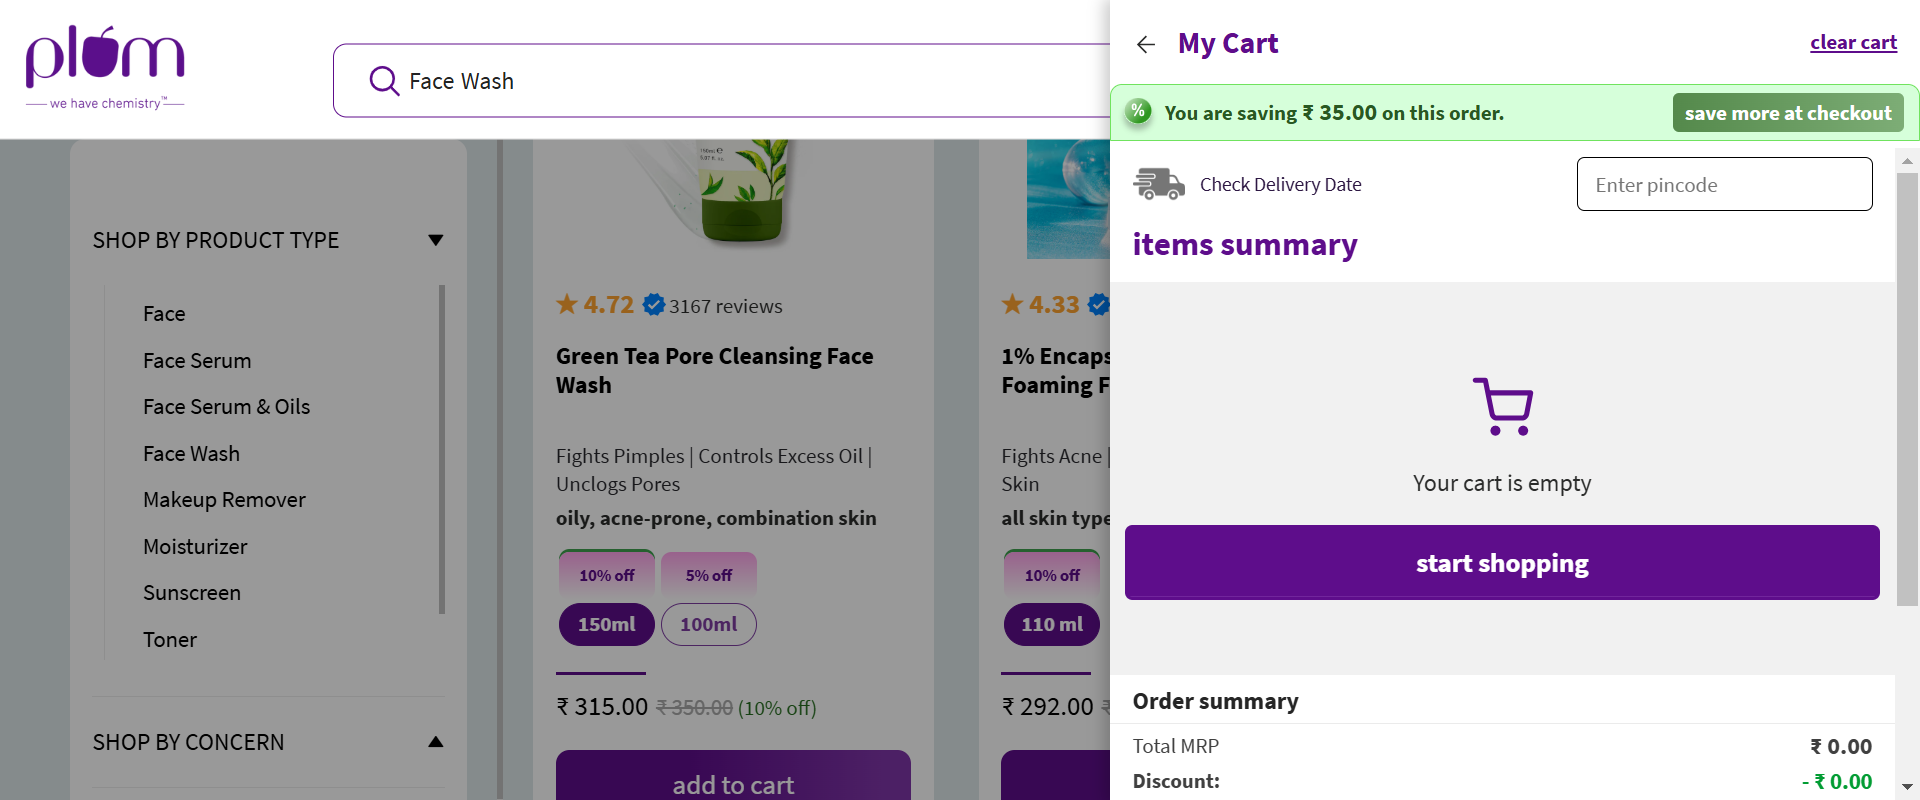 plum
we have chemistry™
Face Wash
SHOP BY PRODUCT TYPE
Face
Face Serum
Face Serum & Oils
Face Wash
Makeup Remover
Moisturizer
Sunscreen
Toner
SHOP BY CONCERN
4.72 3167 reviews
Green Tea Pore Cleansing Face
Wash
Fights Pimples | Controls Excess Oil |
Unclogs Pores
oily, acne-prone, combination skin
10% off 5% off
150ml 100ml
₹ 315.00 ₹ 350.00 (10% off)
add to cart
4.33
1% Encaps
Foaming F
Fights Acne |
Skin
all skin type
10% off
110 ml
₹ 292.00 ₹
My Cart
clear cart
% You are saving ₹ 35.00 on this order.
save more at checkout
Check Delivery Date
Enter pincode
items summary
Your cart is empty
start shopping
Order summary
Total MRP ₹ 0.00
Discount: - ₹ 0.00